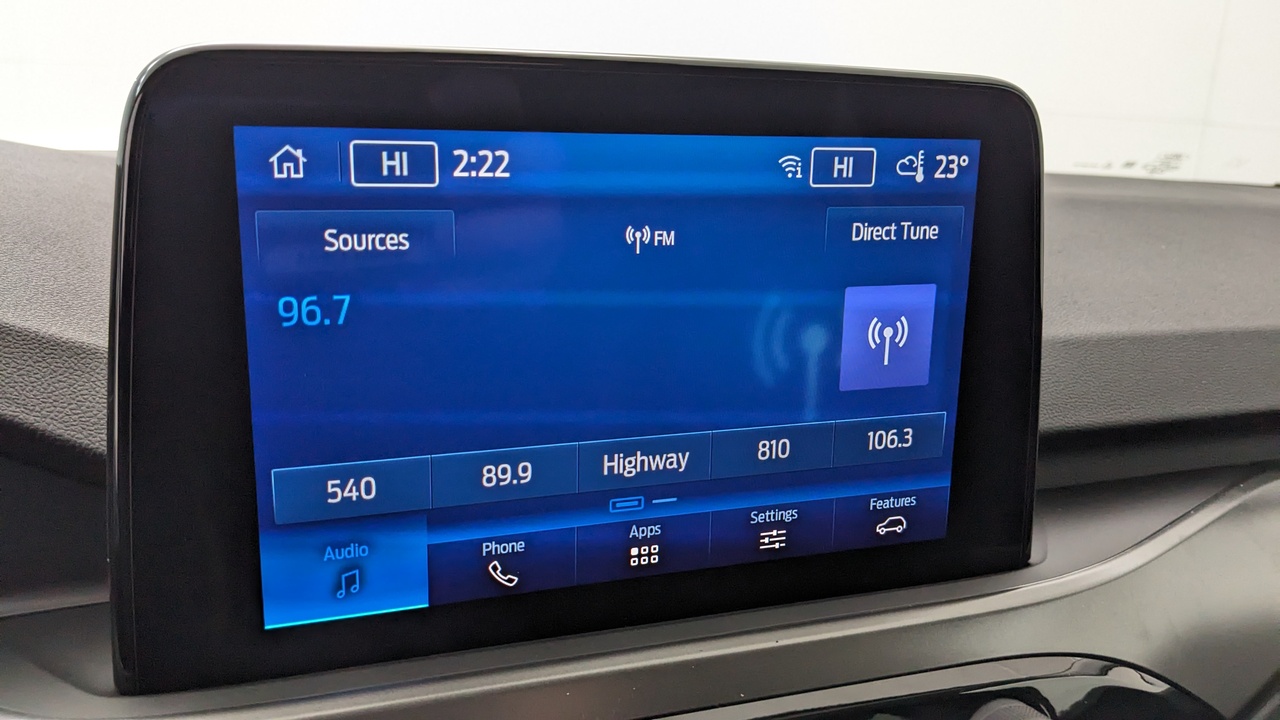 HI 2:22 HI 23°
Sources FM Direct Tune
96.7
540 89.9 Highway 810 106.3
Audio Phone Apps Settings Features